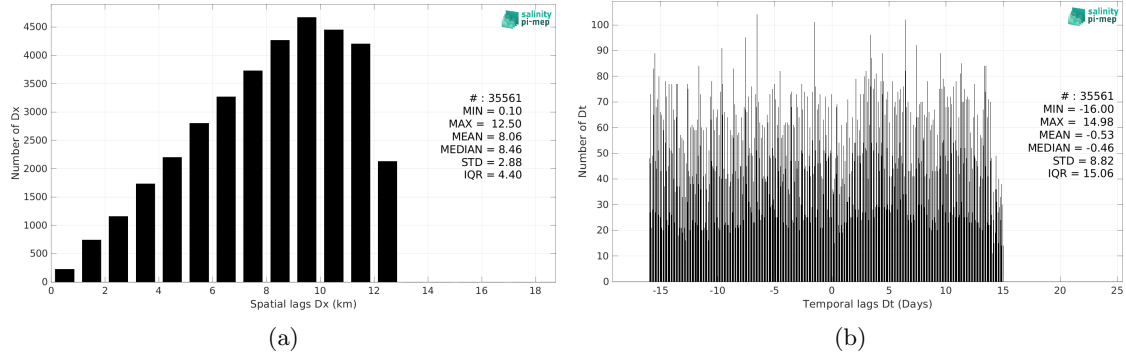 salinity
pi-mep
4500
4000
3500
3000
2500
2000
1500
1000
500
0
Number of Dx
# : 35561
MIN = 0.10
MAX = 12.50
MEAN = 8.06
MEDIAN = 8.46
STD = 2.88
IQR = 4.40
0 2 4 6 8 10 12 14 16 18
Spatial lags Dx (km)
(a)
salinity
pi-mep
100
90
80
70
60
50
40
30
20
10
0
Number of Dt
# : 35561
MIN = -16.00
MAX = 14.98
MEAN = -0.53
MEDIAN = -0.46
STD = 8.82
IQR = 15.06
-15 -10 -5 0 5 10 15 20 25
Temporal lags Dt (Days)
(b)